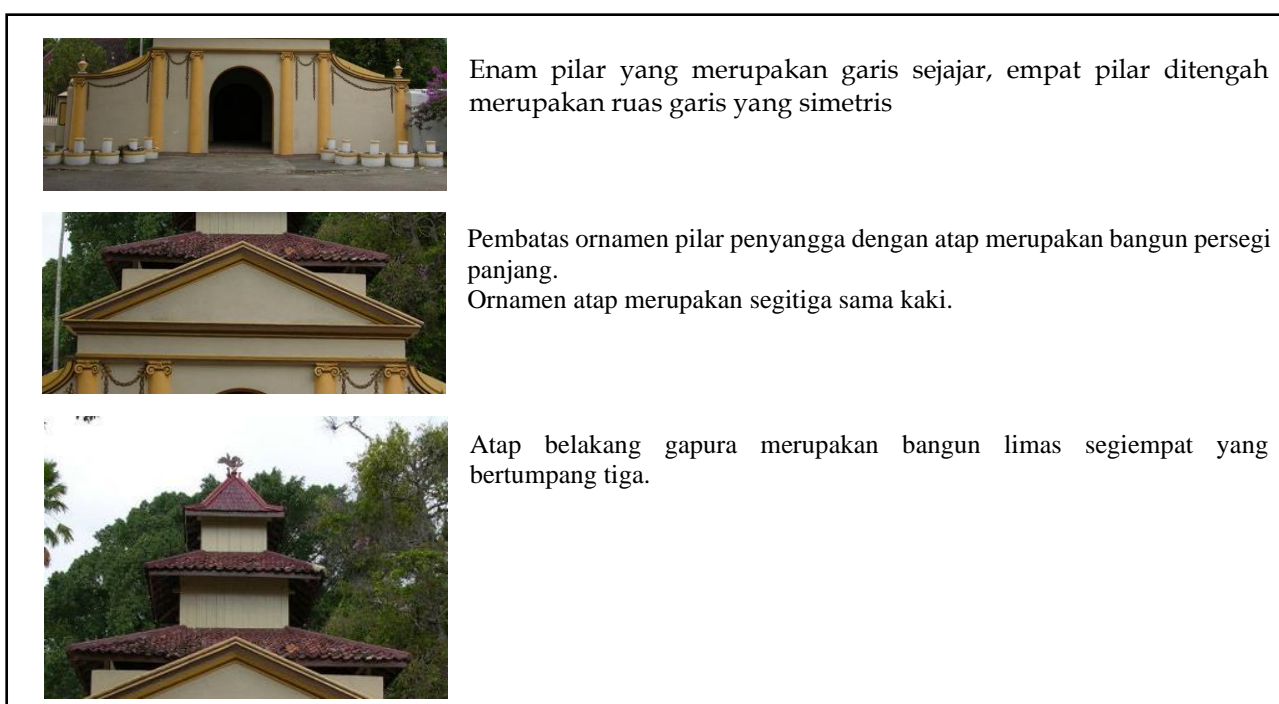 Enam pilar yang merupakan garis sejajar, empat pilar ditengah
merupakan ruas garis yang simetris
Pembatas ornamen pilar penyangga dengan atap merupakan bangun persegi
panjang.
Ornamen atap merupakan segitiga sama kaki.
Atap belakang gapura merupakan bangun limas segiempat yang
bertumpang tiga.